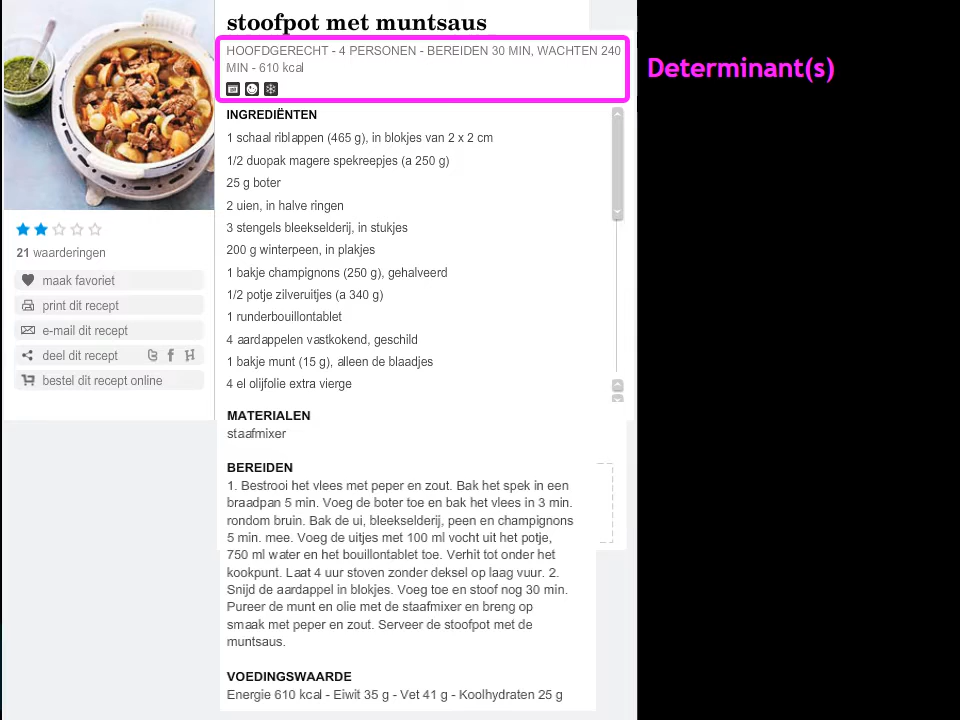 stoofpot met muntsaus
HOOFDGERECHT - 4 PERSONEN - BEREIDEN 30 MIN, WACHTEN 240
MIN - 610 kcal
Determinant(s)
INGREDIËNTEN
1 schaal riblappen (465 g), in blokjes van 2 x 2 cm
1/2 duopak magere spekreepjes (a 250 g)
25 g boter
2 uien, in halve ringen
3 stengels bleekselderij, in stukjes
200 g winterpeen, in plakjes
1 bakje champignons (250 g), gehalveerd
1/2 potje zilveruitjes (a 340 g)
1 runderbouillontablet
4 aardappelen vastkokend, geschild
1 bakje munt (15 g), alleen de blaadjes
4 el olijfolie extra vierge
21 waarderingen
maak favoriet
print dit recept
e-mail dit recept
deel dit recept
bestel dit recept online
MATERIALEN
staafmixer
BEREIDEN
1. Bestrooi het vlees met peper en zout. Bak het spek in een
braadpan 5 min. Voeg de boter toe en bak het vlees in 3 min.
rondom bruin. Bak de ui, bleekselderij, peen en champignons
5 min. mee. Voeg de uitjes met 100 ml vocht uit het potje,
750 ml water en het bouillontablet toe. Verhit tot onder het
kookpunt. Laat 4 uur stoven zonder deksel op laag vuur. 2.
Snijd de aardappel in blokjes. Voeg toe en stoof nog 30 min.
Pureer de munt en olie met de staafmixer en breng op
smaak met peper en zout. Serveer de stoofpot met de
muntsaus.
VOEDINGSWAARDE
Energie 610 kcal - Eiwit 35 g - Vet 41 g - Koolhydraten 25 g